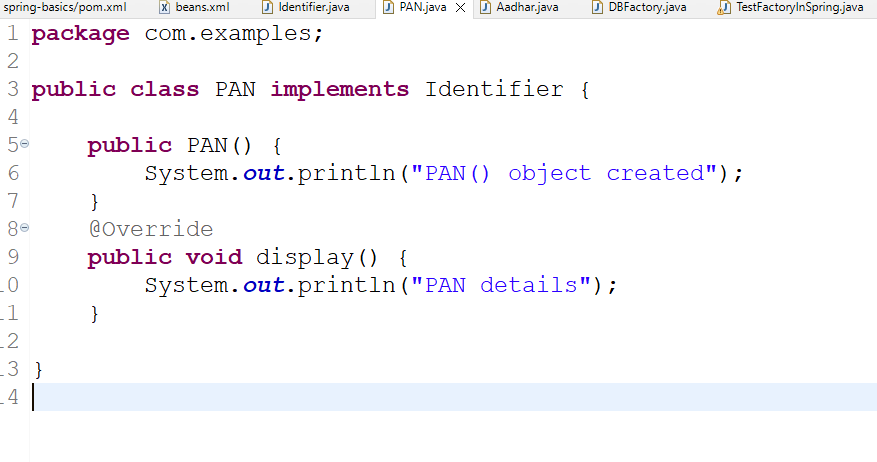 spring-basics/pom.xml beans.xml Identifier.java PAN.java Aadhar.java DBFactory.java TestFactoryInSpring.java
1 package com.examples;
2
3 public class PAN implements Identifier {
4
5 public PAN() {
6 System.out.println("PAN() object created");
7 }
8 @Override
9 public void display() {
10 System.out.println("PAN details");
11 }
12
13 }
14